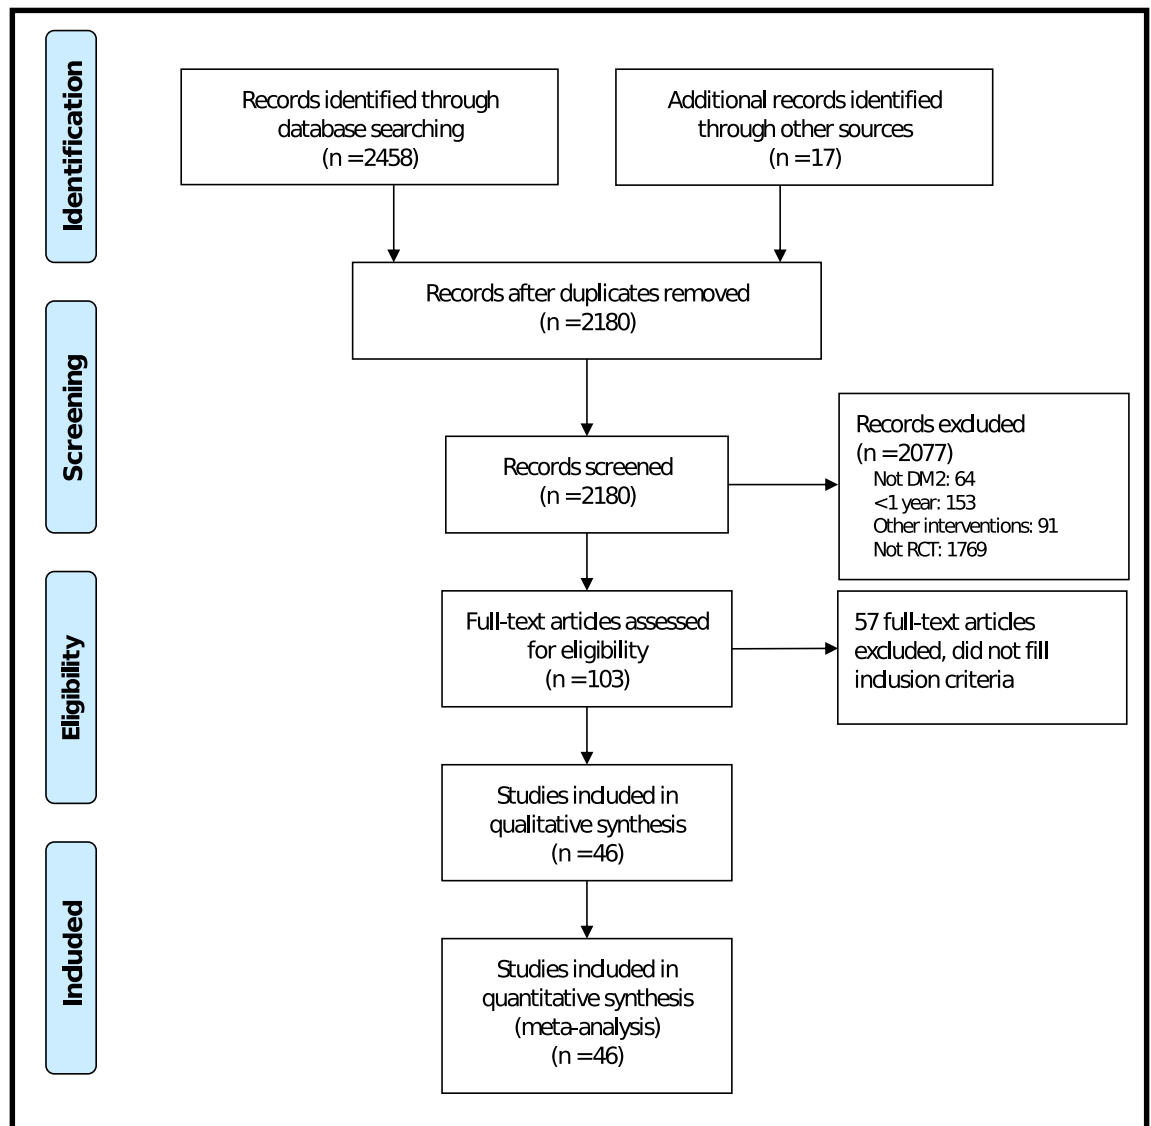 Identification
Records identified through
database searching
(n = 2458)
Additional records identified
through other sources
(n = 17)
Records after duplicates removed
(n = 2180)
Screening
Records screened
(n = 2180)
Records excluded
(n = 2077)
Not DM2: 64
<1 year: 153
Other interventions: 91
Not RCT: 1769
Eligibility
Full-text articles assessed
for eligibility
(n = 103)
57 full-text articles
excluded, did not fill
inclusion criteria
Studies included in
qualitative synthesis
(n = 46)
Included
Studies included in
quantitative synthesis
(meta-analysis)
(n = 46)